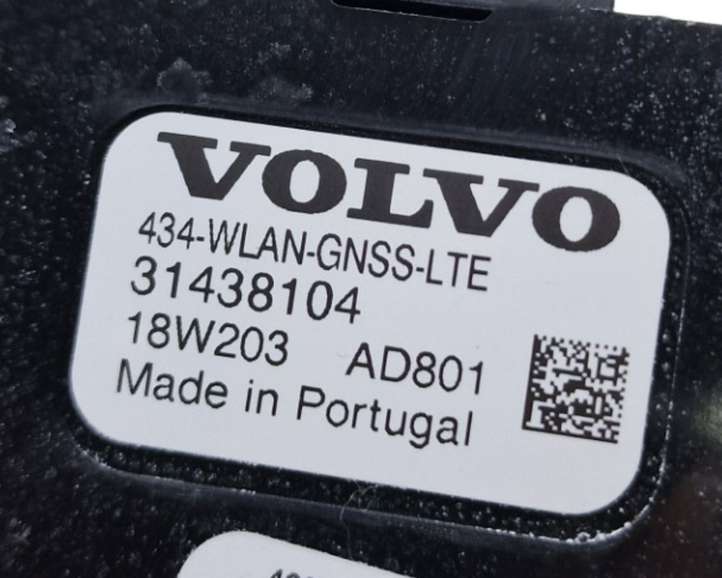 VOLVO
434-WLAN-GNSS-LTE
31438104
18W203 AD801
Made in Portugal